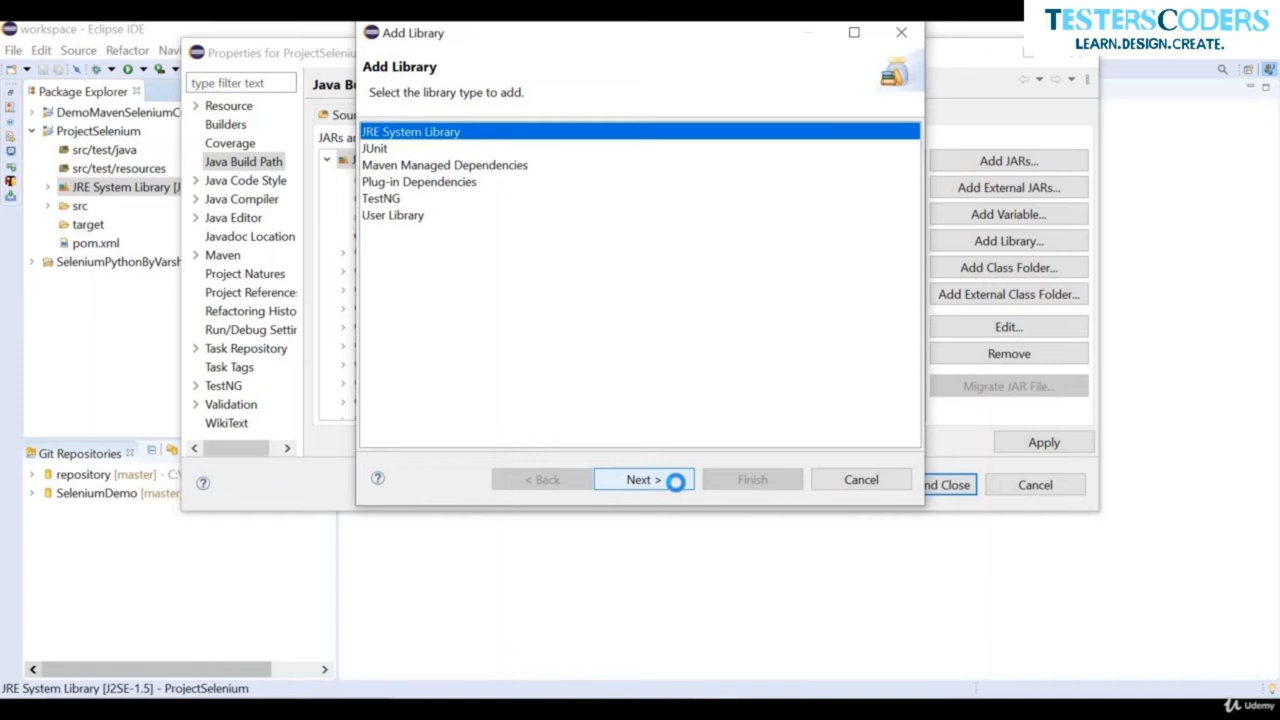 workspace - Eclipse IDE
File Edit Source Refactor Navi
Package Explorer
DemoMavenSeleniumC
ProjectSelenium
src/test/java
src/test/resources
JRE System Library [J
src
target
pom.xml
SeleniumPythonByVarsh
Git Repositories
repository [master] - C:\
SeleniumDemo [master
JRE System Library [J2SE-1.5] - ProjectSelenium
Properties for ProjectSeleniu
type filter text
Resource
Builders
Coverage
Java Build Path
Java Code Style
Java Compiler
Java Editor
Javadoc Location
Maven
Project Natures
Project Reference
Refactoring Histo
Run/Debug Settir
Task Repository
Task Tags
TestNG
Validation
WikiText
Java Bu
Sou
JARs a
Add Library
Add Library
Select the library type to add.
JRE System Library
JUnit
Maven Managed Dependencies
Plug-in Dependencies
TestNG
User Library
< Back Next > Finish Cancel
Add JARs...
Add External JARs...
Add Variable...
Add Library...
Add Class Folder...
Add External Class Folder...
Edit...
Remove
Migrate JAR File...
Apply
nd Close Cancel
TESTERSCODERS
LEARN.DESIGN.CREATE.
Udemy